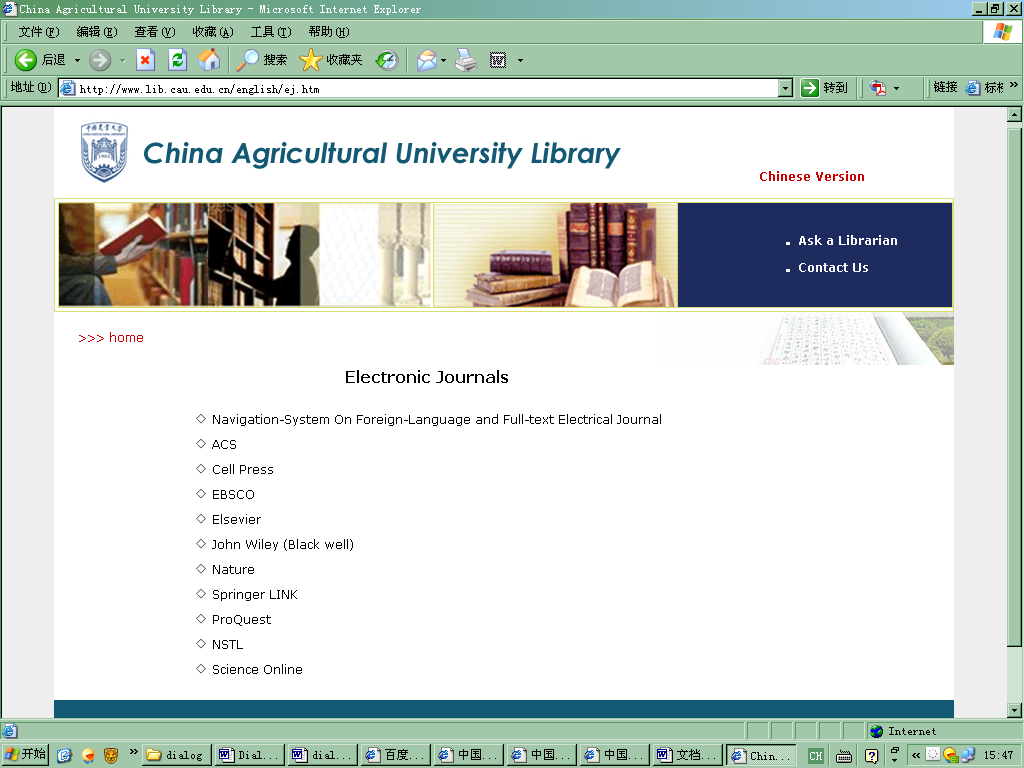 China Agricultural University Library - Microsoft Internet Explorer
文件(F) 编辑(E) 查看(V) 收藏(A) 工具(T) 帮助(H)
后退 搜索 收藏夹
地址(D) http://www.lib.cau.edu.cn/english/ej.htm 转到 链接 »
China Agricultural University Library
Chinese Version
Ask a Librarian
Contact Us
>>> home
Electronic Journals
Navigation-System On Foreign-Language and Full-text Electrical Journal
ACS
Cell Press
EBSCO
Elsevier
John Wiley (Black well)
Nature
Springer LINK
ProQuest
NSTL
Science Online
Internet
开始 » dialog Dial... dial... 百度... 中国... 中国... 中国... 文档... Chin... CH « 15:47